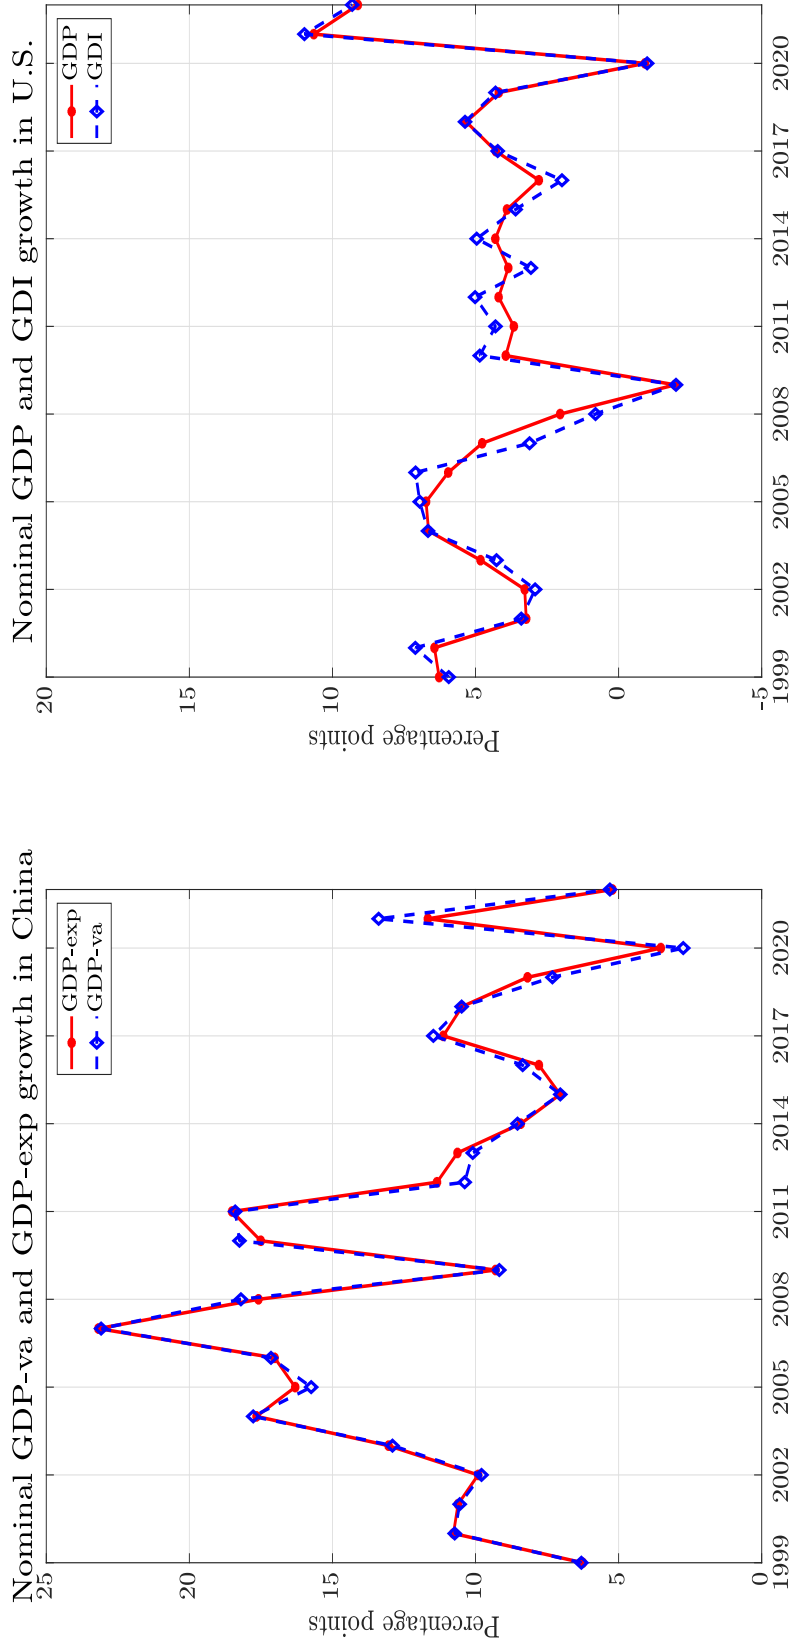 Nominal GDP-va and GDP-exp growth in China
GDP-exp
GDP-va
Percentage points
25
20
15
10
5
0
1999 2002 2005 2008 2011 2014 2017 2020
Nominal GDP and GDI growth in U.S.
GDP
GDI
Percentage points
20
15
10
5
0
-5
1999 2002 2005 2008 2011 2014 2017 2020